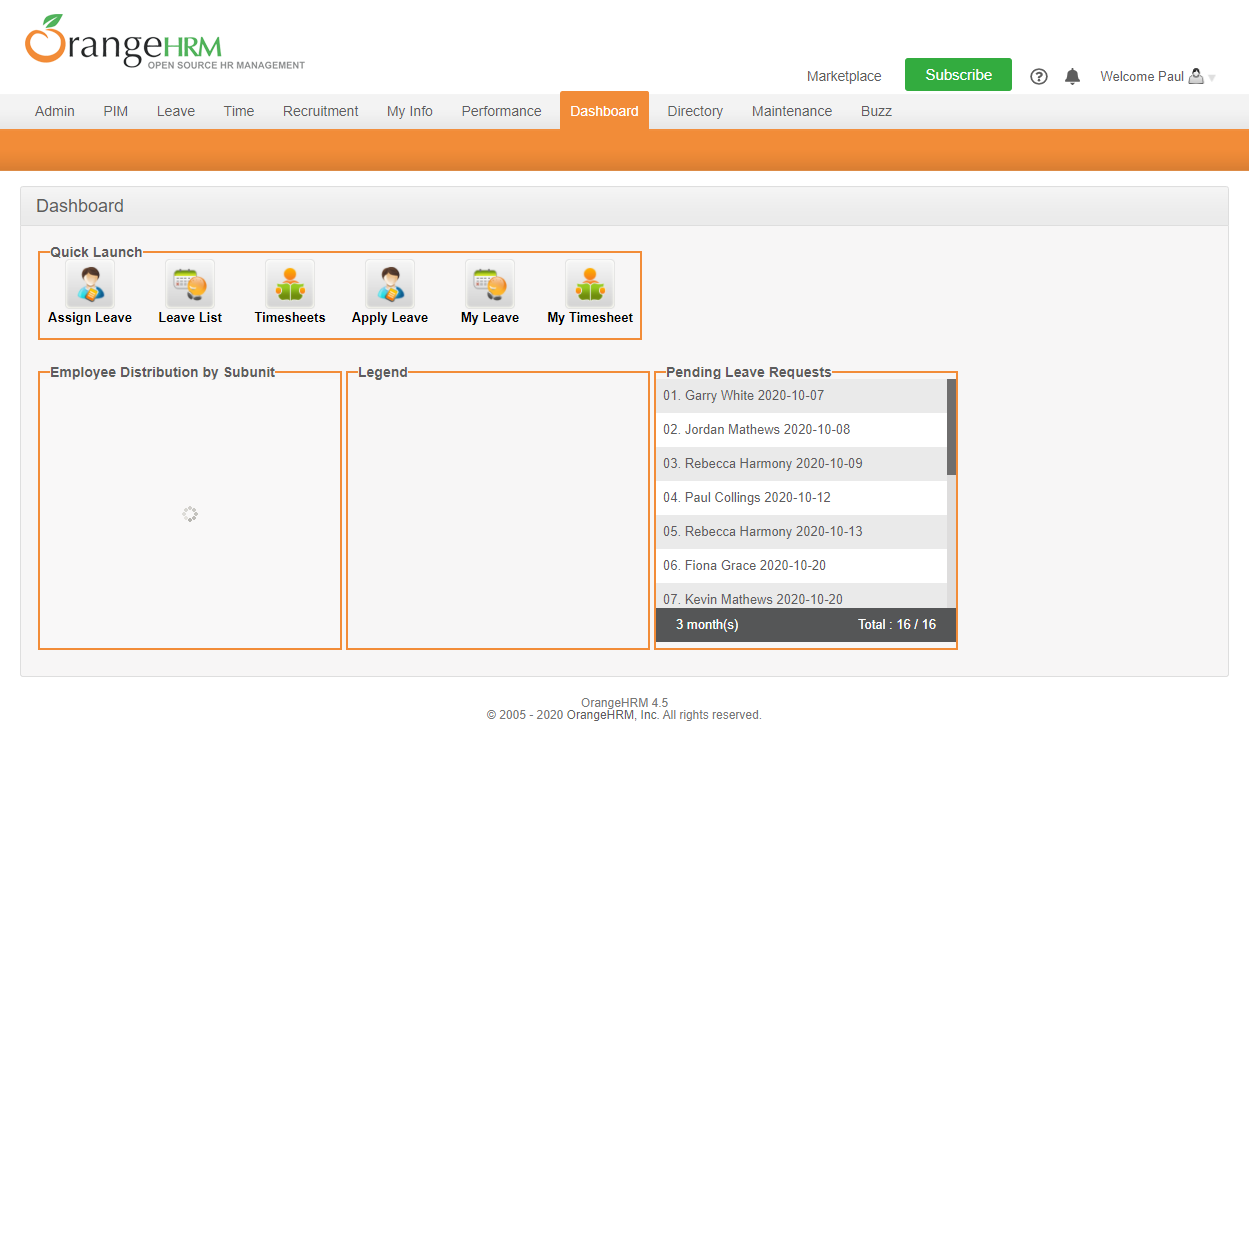 OrangeHRM
OPEN SOURCE HR MANAGEMENT
Marketplace Subscribe ? Welcome Paul
Admin PIM Leave Time Recruitment My Info Performance Dashboard Directory Maintenance Buzz
Dashboard
Quick Launch
Assign Leave Leave List Timesheets Apply Leave My Leave My Timesheet
Employee Distribution by Subunit
Legend
Pending Leave Requests
01. Garry White 2020-10-07
02. Jordan Mathews 2020-10-08
03. Rebecca Harmony 2020-10-09
04. Paul Collings 2020-10-12
05. Rebecca Harmony 2020-10-13
06. Fiona Grace 2020-10-20
07. Kevin Mathews 2020-10-20
3 month(s) Total : 16 / 16
OrangeHRM 4.5
© 2005 - 2020 OrangeHRM, Inc. All rights reserved.